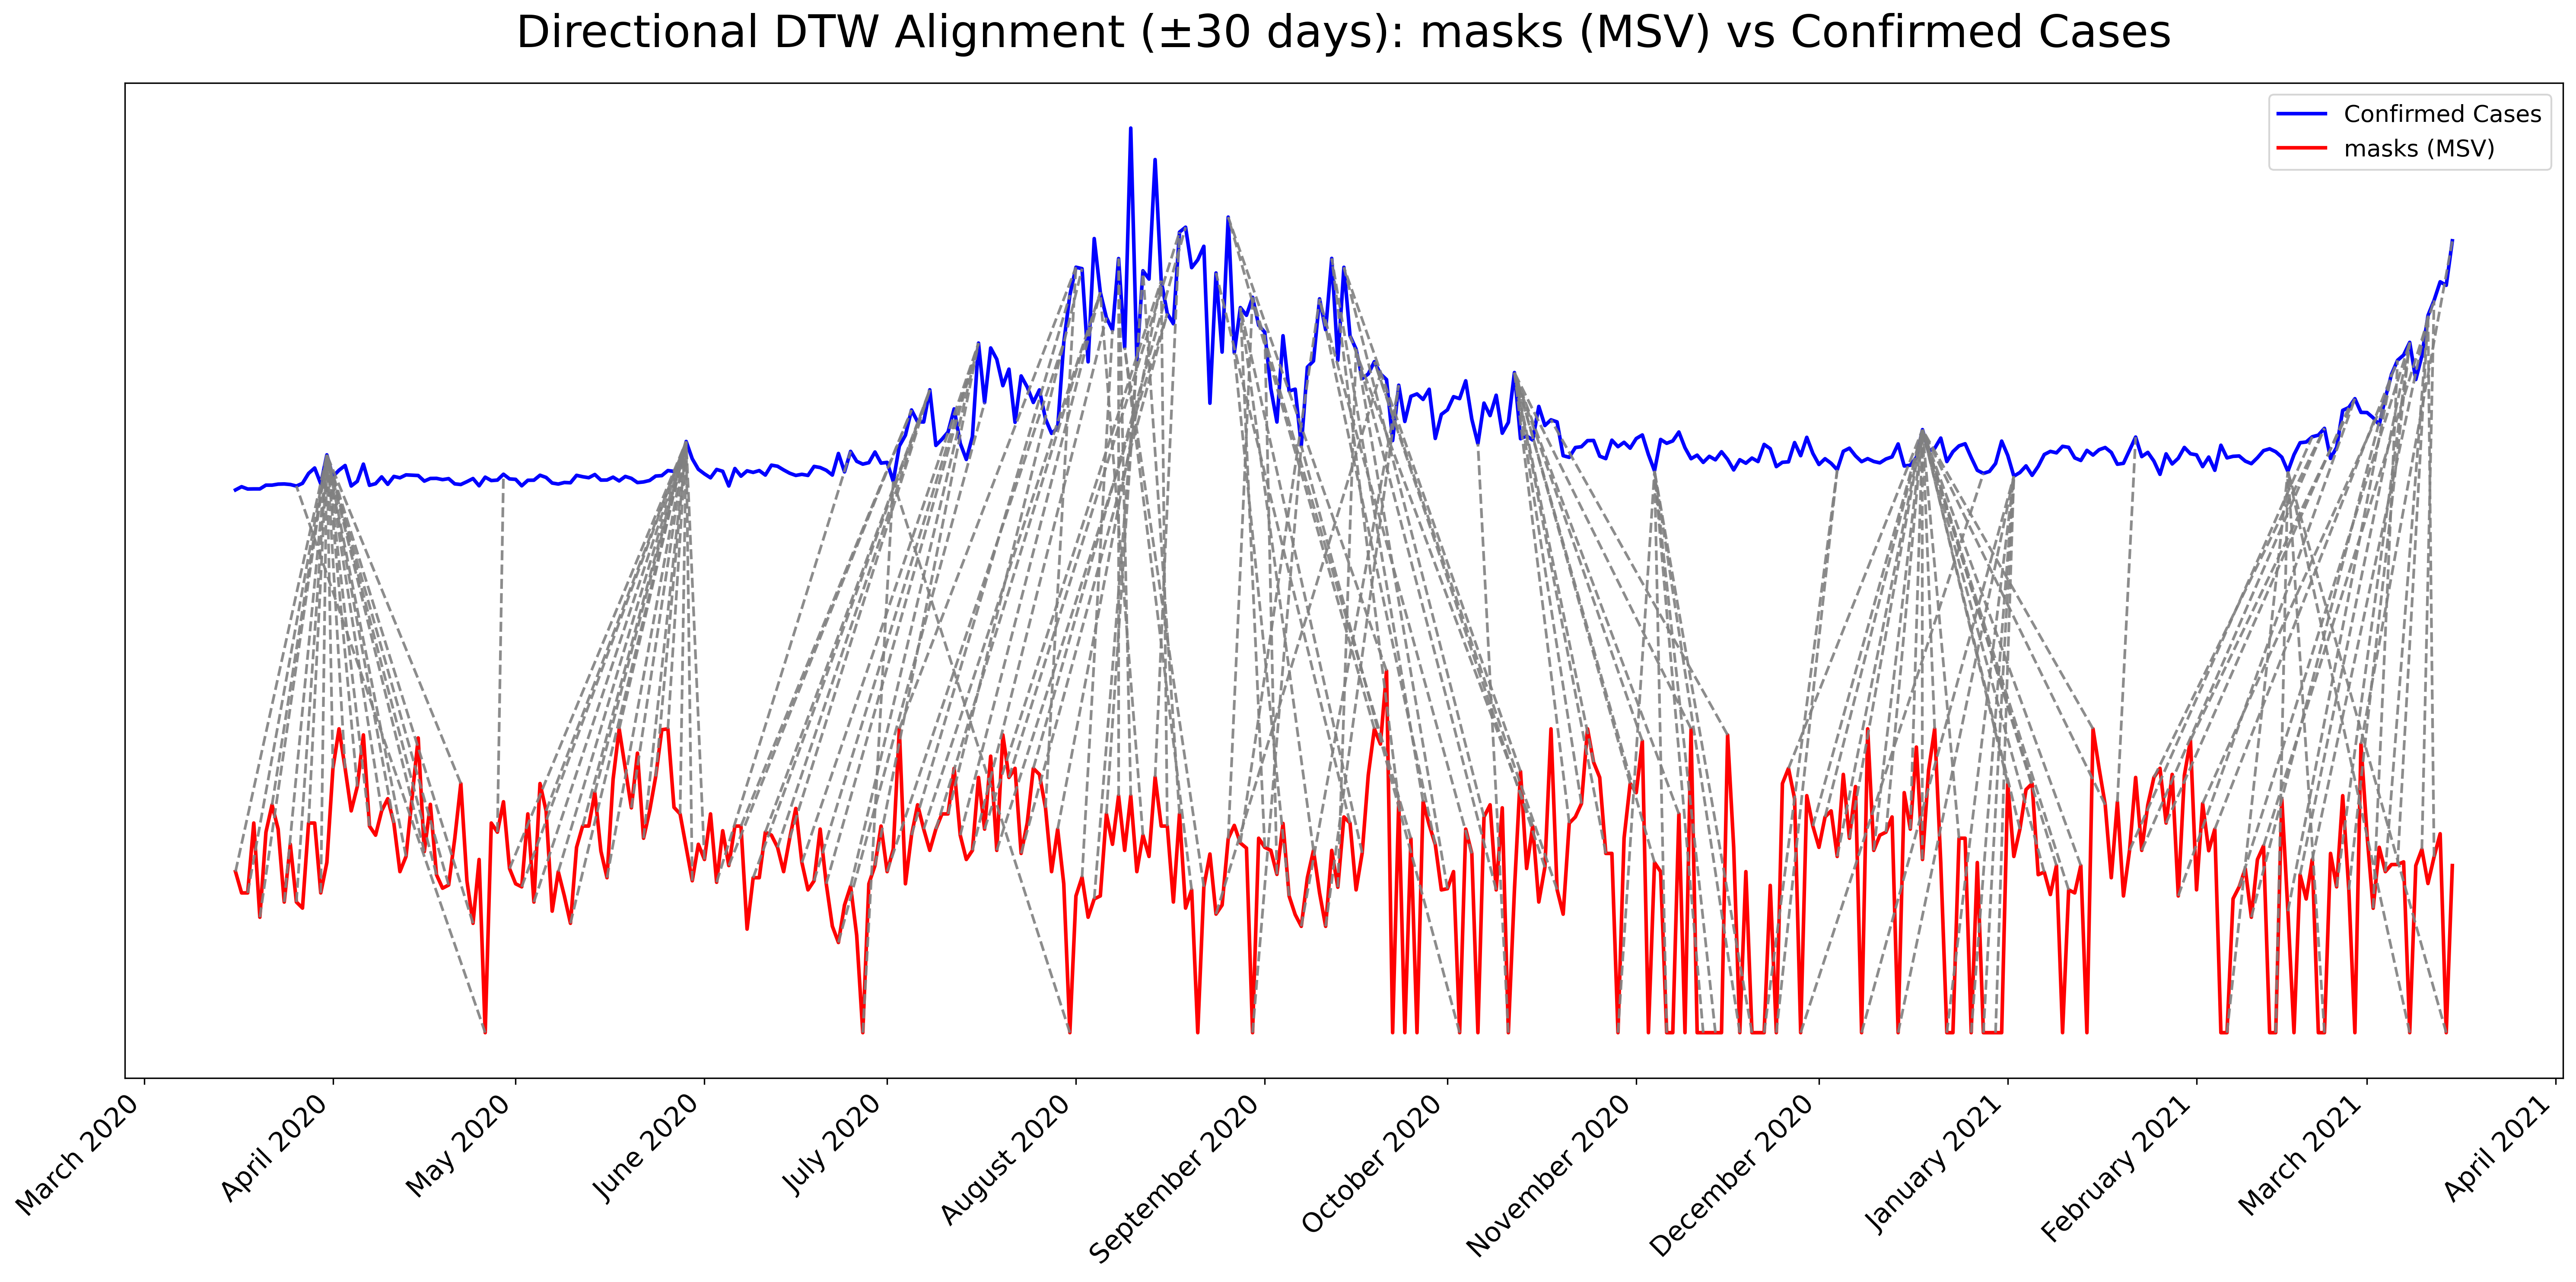 Directional DTW Alignment (±30 days): masks (MSV) vs Confirmed Cases
Confirmed Cases
masks (MSV)
March 2020
April 2020
May 2020
June 2020
July 2020
August 2020
September 2020
October 2020
November 2020
December 2020
January 2021
February 2021
March 2021
April 2021